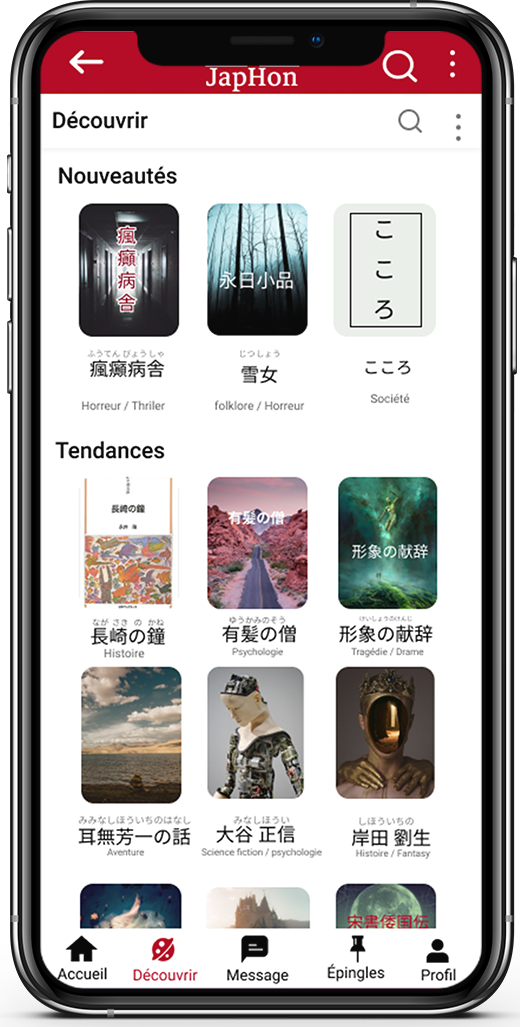 JapHon
Découvrir
Nouveautés
瘋癲病舎
永日小品
こころ
ふうてん びょうしゃ
瘋癲病舎
Horreur / Thriler
じつしょう
雪女
folklore / Horreur
こころ
Société
Tendances
長崎の鐘
永井 隆
有髪の僧
形象の献辞
なが さき の かね
長崎の鐘
Histoire
ゆうかみのそう
有髪の僧
Psychologie
けいしょうのけんじ
形象の献辞
Tragédie / Drame
みみなしほういちのはなし
耳無芳一の話
Aventure
みなしほうい
大谷 正信
Science fiction / psychologie
しほういちの
岸田 劉生
Histoire / Fantasy
宋書倭国伝
Accueil
Découvrir
Message
Épingles
Profil